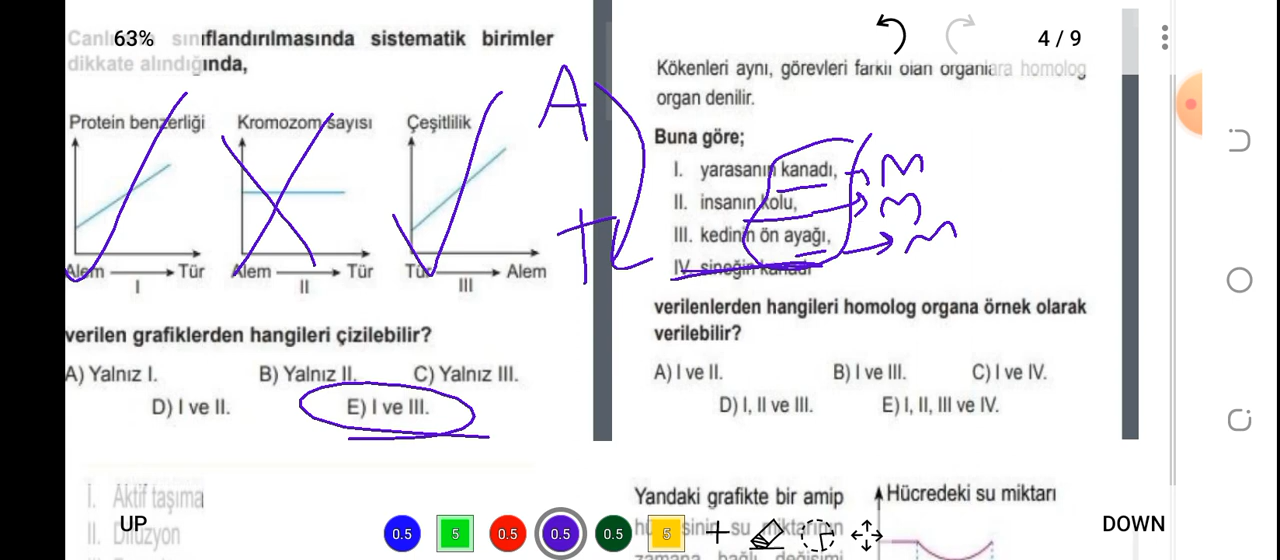 63%
sınıflandırılmasında sistematik birimler
dikkate alındığında,
Protein benzerliği
Kromozom sayısı
Çeşitlilik
Alem
Tür
I
Alem
Tür
II
Tür
Alem
III
verilen grafiklerden hangileri çizilebilir?
A) Yalnız I.
B) Yalnız II.
C) Yalnız III.
D) I ve II.
E) I ve III.
A
I. Aktif taşıma
II. Difüzyon
UP
4 / 9
Kökenleri aynı, görevleri farklı olan organlara homolog
organ denilir.
Buna göre;
I. yarasanın kanadı,
M
II. insanın kolu,
M
III. kedinin ön ayağı,
M
IV. sineğin kanadı
verilenlerden hangileri homolog organa örnek olarak
verilebilir?
A) I ve II.
B) I ve III.
C) I ve IV.
D) I, II ve III.
E) I, II, III ve IV.
Yandaki grafikte bir amip
su miktarının
zamana bağlı değişimi
Hücredeki su miktarı
0.5
5
0.5
0.5
0.5
5
DOWN